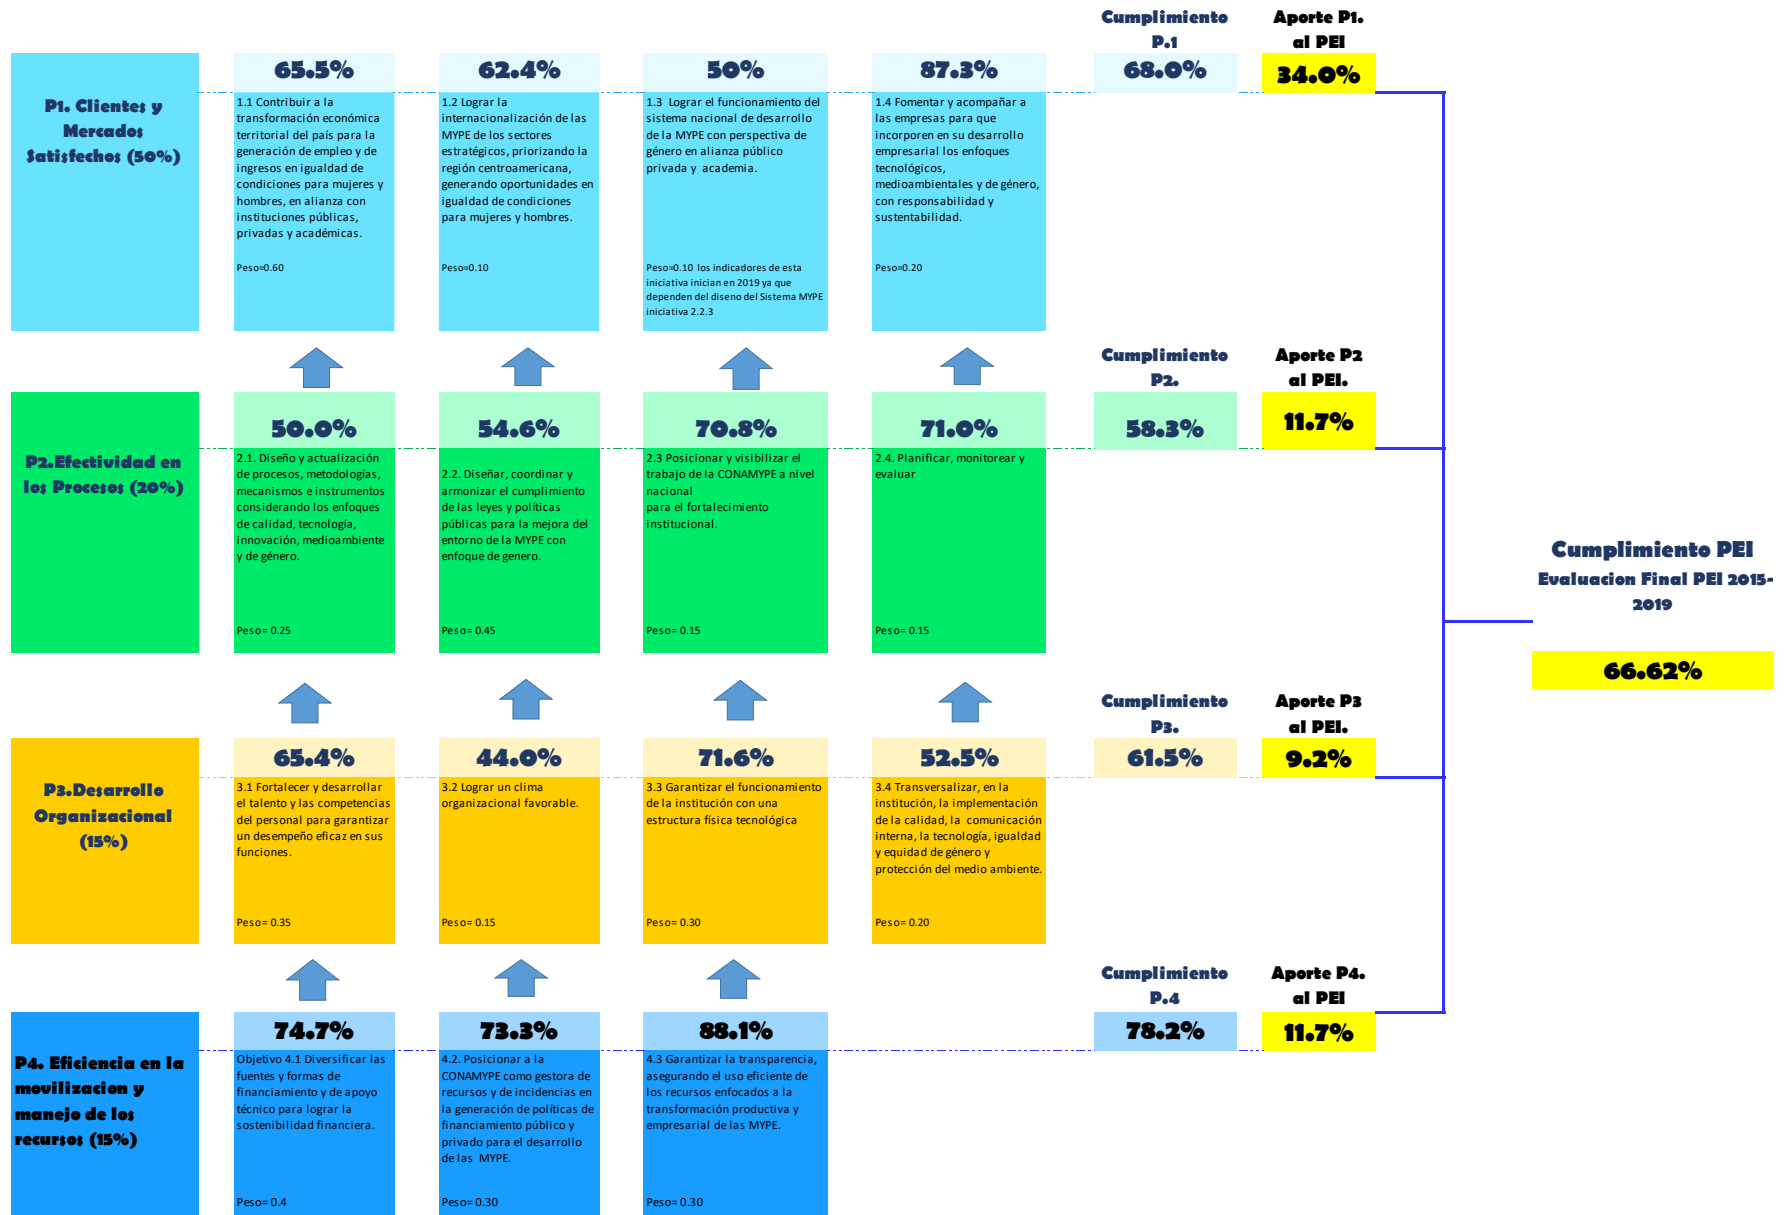 Cumplimiento
P.1
Aporte P1.
al PEI
P1. Clientes y
Mercados
Satisfechos (50%)
65.5%
1.1 Contribuir a la
transformación económica
territorial del país para la
generación de empleo y de
ingresos en igualdad de
condiciones para mujeres y
hombres, en alianza con
instituciones públicas,
privadas y académicas.
Peso=0.60
62.4%
1.2 Lograr la
internacionalización de las
MYPE de los sectores
estratégicos, priorizando la
región centroamericana,
generando oportunidades en
igualdad de condiciones
para mujeres y hombres.
Peso=0.10
50%
1.3  Lograr el funcionamiento del
sistema nacional de desarrollo
de la MYPE con perspectiva de
género en alianza público
privada y  academia.
Peso=0.10  los indicadores de esta
iniciativa inician en 2019 ya que
dependen del diseno del Sistema MYPE
iniciativa 2.2.3
87.3%
1.4 Fomentar y acompañar a
las empresas para que
incorporen en su desarrollo
empresarial los enfoques
tecnológicos,
medioambientales y de género,
con responsabilidad y
sustentabilidad.
Peso=0.20
68.0%
34.0%
Cumplimiento
P2.
Aporte P2
al PEI.
P2.Efectividad en
los Procesos (20%)
50.0%
2.1. Diseño y actualización
de procesos, metodologías,
mecanismos e instrumentos
considerando los enfoques
de calidad, tecnología,
innovación, medioambiente
y de género.
Peso= 0.25
54.6%
2.2. Diseñar, coordinar y
armonizar el cumplimiento
de las leyes y políticas
públicas para la mejora del
entorno de la MYPE con
enfoque de genero.
Peso= 0.45
70.8%
2.3 Posicionar y visibilizar el
trabajo de la CONAMYPE a nivel
nacional
para el fortalecimiento
institucional.
Peso= 0.15
71.0%
2.4. Planificar, monitorear y
evaluar
Peso= 0.15
58.3%
11.7%
Cumplimiento PEI
Evaluacion Final PEI 2015-
2019
66.62%
Cumplimiento
P3.
Aporte P3
al PEI.
P3.Desarrollo
Organizacional
(15%)
65.4%
3.1 Fortalecer y desarrollar
el talento y las competencias
del personal para garantizar
un desempeño eficaz en sus
funciones.
Peso= 0.35
44.0%
3.2 Lograr un clima
organizacional favorable.
Peso= 0.15
71.6%
3.3 Garantizar el funcionamiento
de la institución con una
estructura física tecnológica
Peso= 0.30
52.5%
3.4 Transversalizar, en la
institución, la implementación
de la calidad, la  comunicación
interna, la tecnología, igualdad
y equidad de género y
protección del medio ambiente.
Peso= 0.20
61.5%
9.2%
Cumplimiento
P.4
Aporte P4.
al PEI
P4. Eficiencia en la
movilizacion y
manejo de los
recursos (15%)
74.7%
Objetivo 4.1 Diversificar las
fuentes y formas de
financiamiento y de apoyo
técnico para lograr la
sostenibilidad financiera.
Peso= 0.4
73.3%
4.2. Posicionar a la
CONAMYPE como gestora de
recursos y de incidencias en
la generación de políticas de
financiamiento público y
privado para el desarrollo
de las  MYPE.
Peso= 0.30
88.1%
4.3 Garantizar la transparencia,
asegurando el uso eficiente de
los recursos enfocados a la
transformación productiva y
empresarial de las MYPE.
Peso= 0.30
78.2%
11.7%